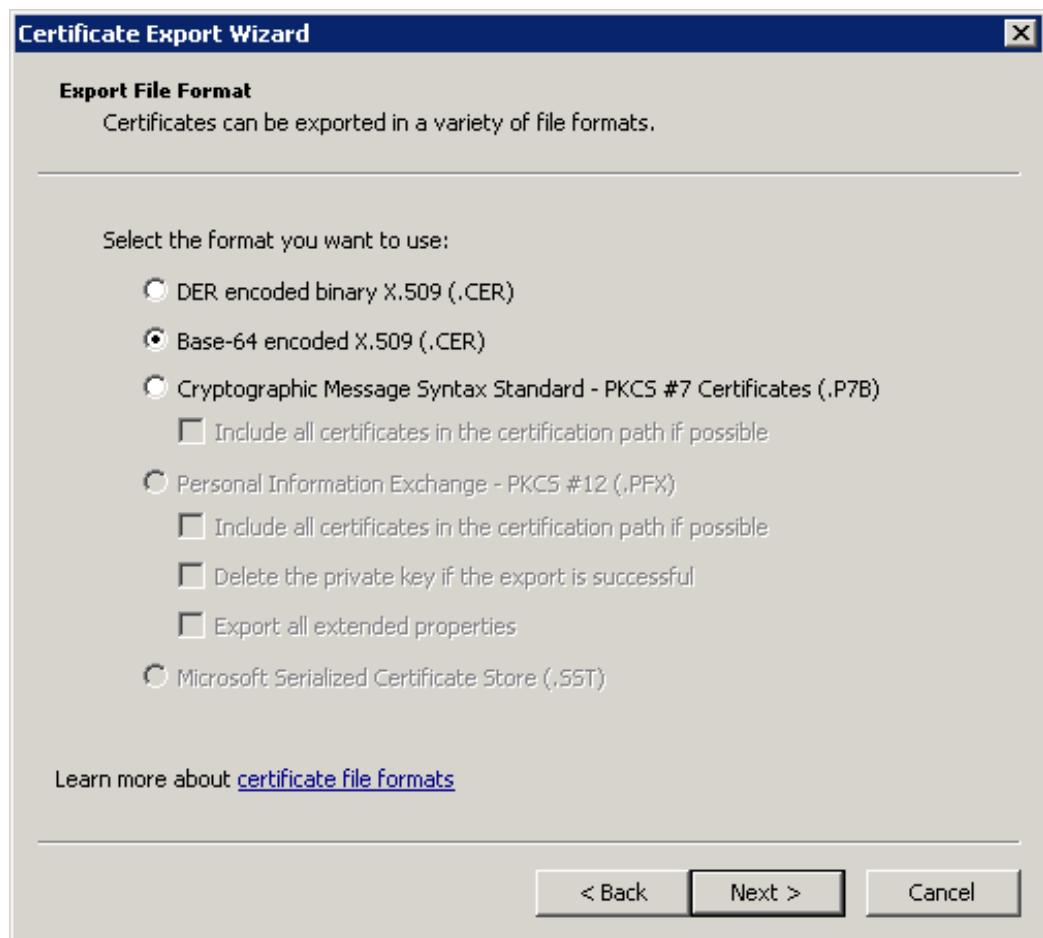 Certificate Export Wizard
Export File Format
Certificates can be exported in a variety of file formats.
Select the format you want to use:
DER encoded binary X.509 (.CER)
Base-64 encoded X.509 (.CER)
Cryptographic Message Syntax Standard - PKCS #7 Certificates (.P7B)
Include all certificates in the certification path if possible
Personal Information Exchange - PKCS #12 (.PFX)
Include all certificates in the certification path if possible
Delete the private key if the export is successful
Export all extended properties
Microsoft Serialized Certificate Store (.SST)
Learn more about certificate file formats
< Back Next > Cancel